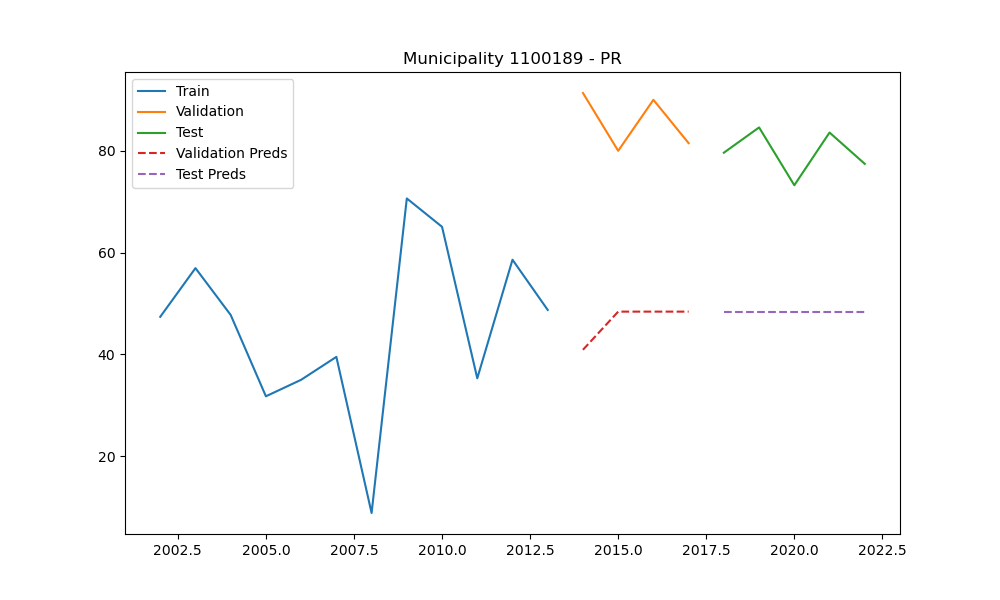 Municipality 1100189 - PR
Train
Validation
Test
Validation Preds
Test Preds
80
60
40
20
2002.5 2005.0 2007.5 2010.0 2012.5 2015.0 2017.5 2020.0 2022.5